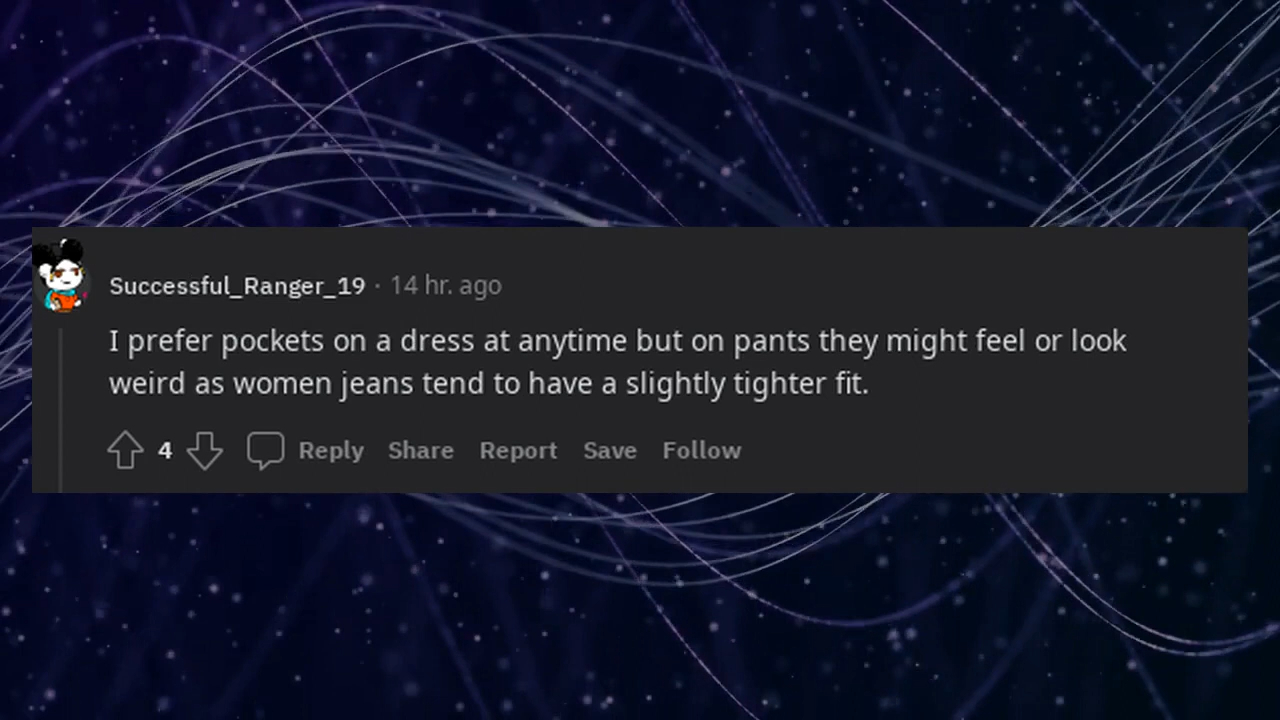 Successful_Ranger_19 · 14 hr. ago
I prefer pockets on a dress at anytime but on pants they might feel or look
weird as women jeans tend to have a slightly tighter fit.
4 Reply Share Report Save Follow